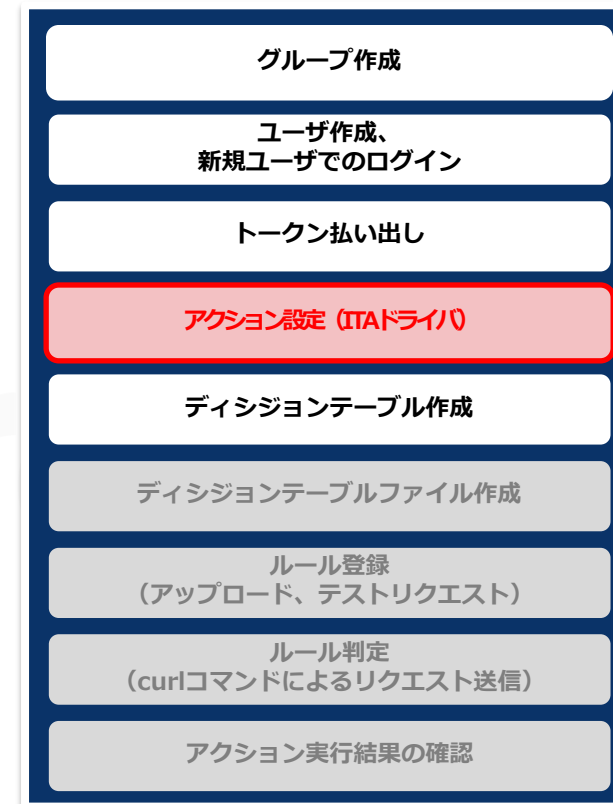 グループ作成
ユーザ作成、
新規ユーザでのログイン
トークン払い出し
アクション設定（ITAドライバ）
ディシジョンテーブル作成
ディシジョンテーブルファイル作成
ルール登録
（アップロード、テストリクエスト）
ルール判定
（curlコマンドによるリクエスト送信）
アクション実行結果の確認